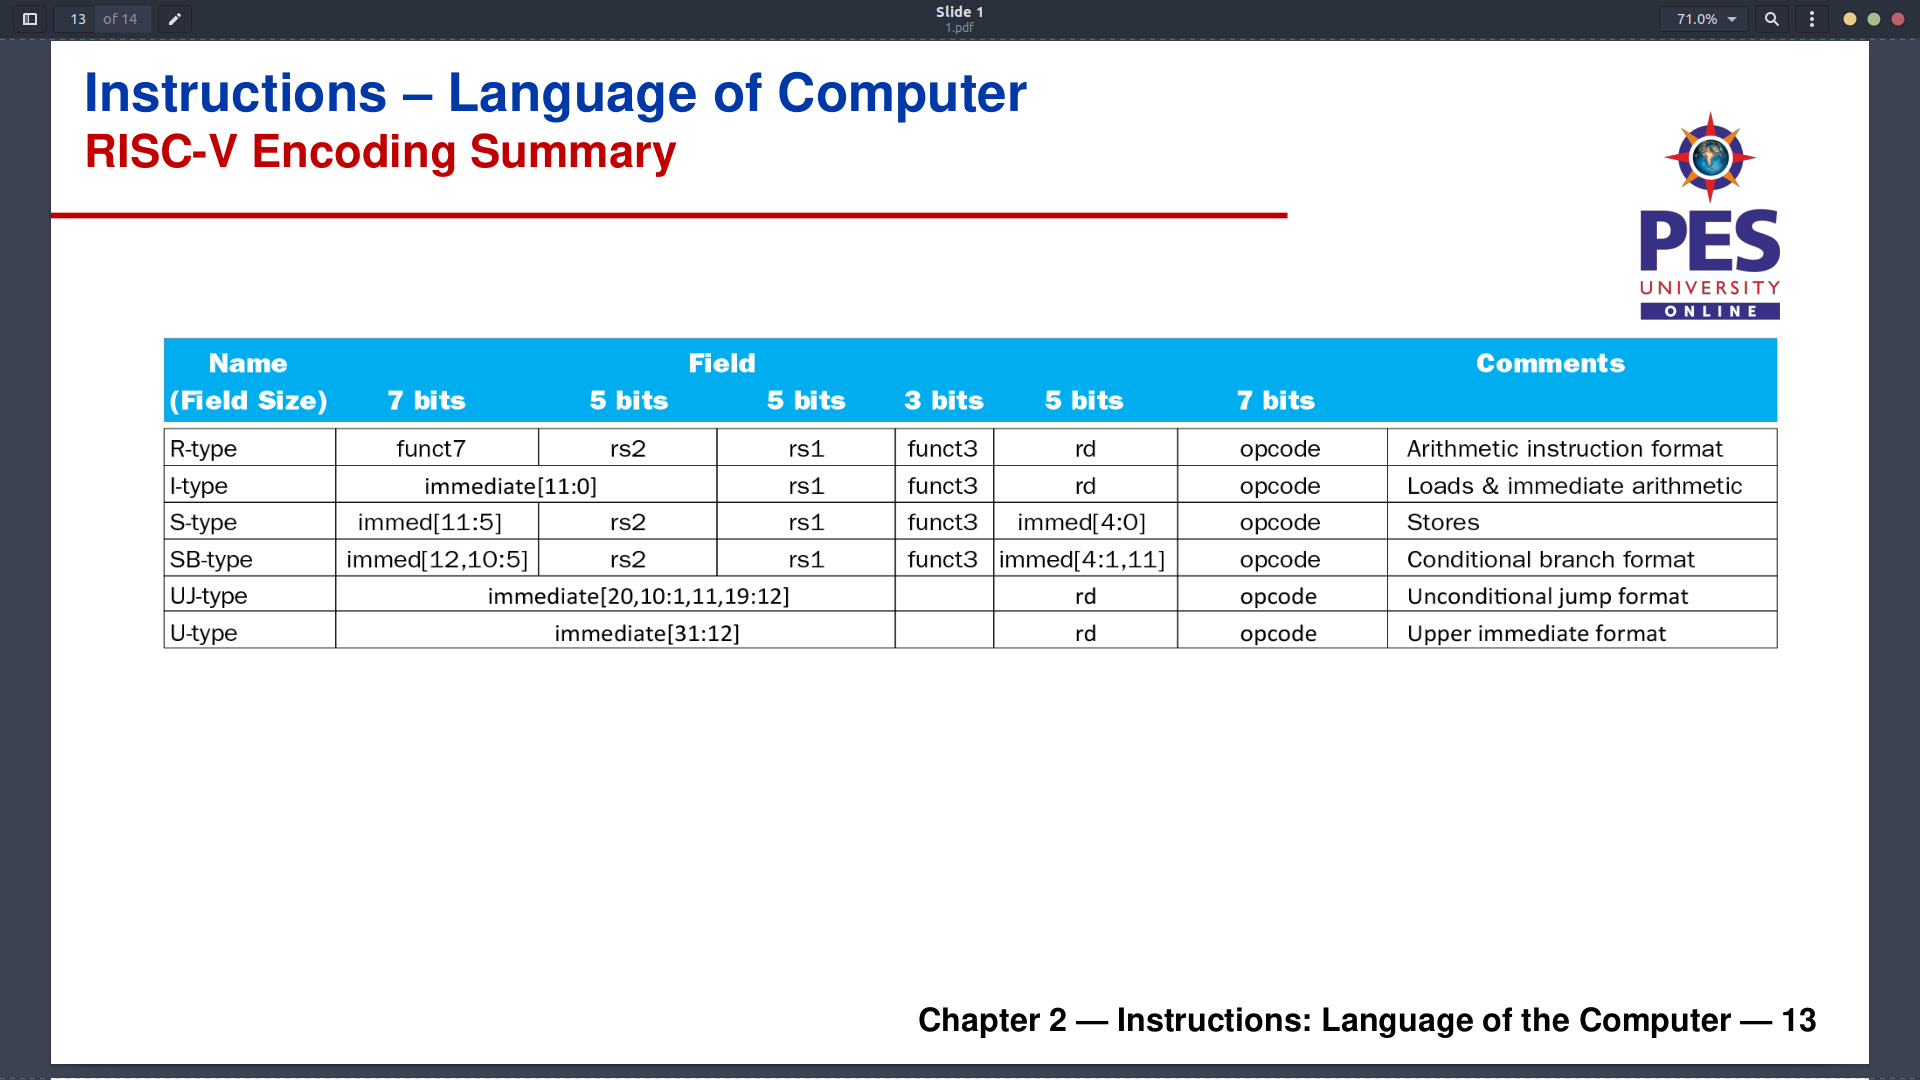 13 of 14
Slide 1
1.pdf
71.0%
Instructions – Language of Computer
RISC-V Encoding Summary
PES
UNIVERSITY
ONLINE
Name Field Comments
(Field Size) 7 bits 5 bits 5 bits 3 bits 5 bits 7 bits
R-type funct7 rs2 rs1 funct3 rd opcode Arithmetic instruction format
I-type immediate[11:0] rs1 funct3 rd opcode Loads & immediate arithmetic
S-type immed[11:5] rs2 rs1 funct3 immed[4:0] opcode Stores
SB-type immed[12,10:5] rs2 rs1 funct3 immed[4:1,11] opcode Conditional branch format
UJ-type immediate[20,10:1,11,19:12] rd opcode Unconditional jump format
U-type immediate[31:12] rd opcode Upper immediate format
Chapter 2 — Instructions: Language of the Computer — 13